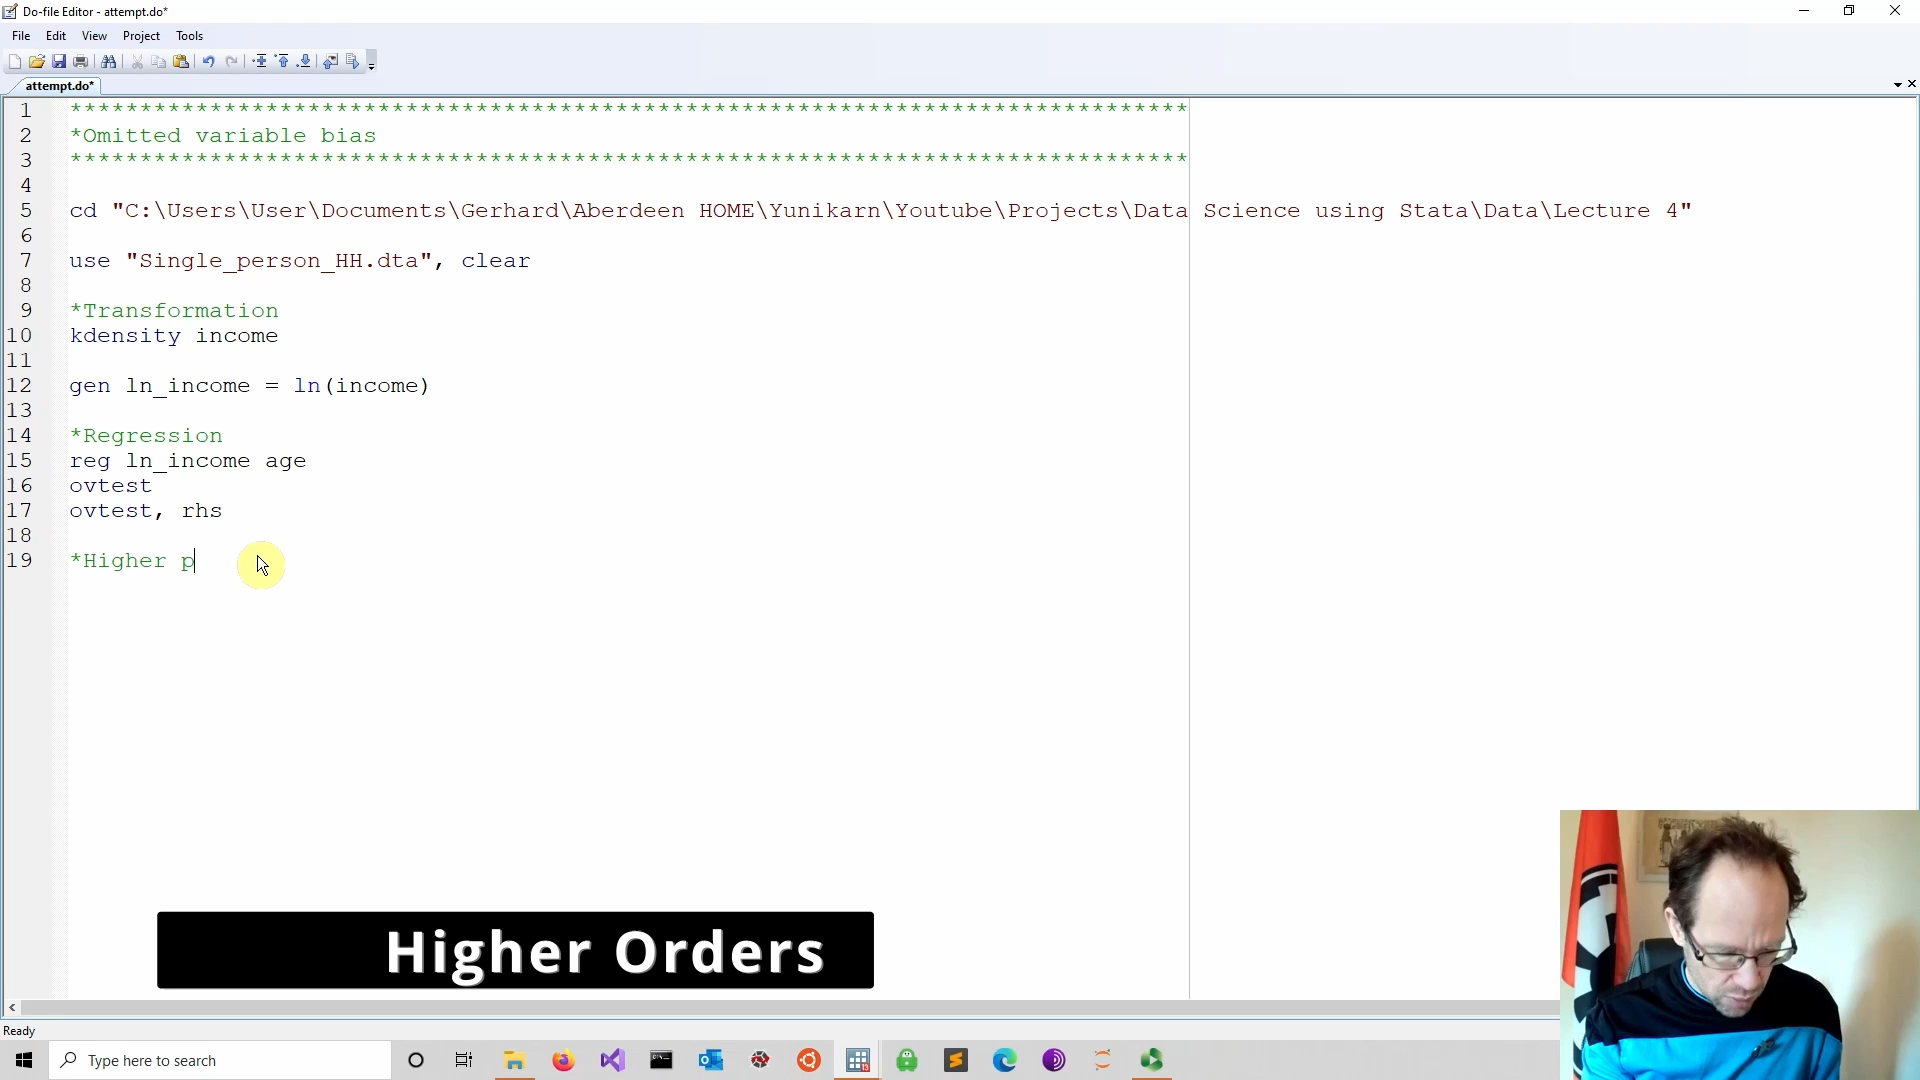 Do-file Editor - attempt.do*
File Edit View Project Tools
attempt.do*
1 ********************************************************************************
2 *Omitted variable bias
3 ********************************************************************************
4
5 cd "C:\Users\User\Documents\Gerhard\Aberdeen HOME\Yunikarn\Youtube\Projects\Data Science using Stata\Data\Lecture 4"
6
7 use "Single_person_HH.dta", clear
8
9 *Transformation
10 kdensity income
11
12 gen ln_income = ln(income)
13
14 *Regression
15 reg ln_income age
16 ovtest
17 ovtest, rhs
18
19 *Higher p
Higher Orders
Ready
Type here to search
13